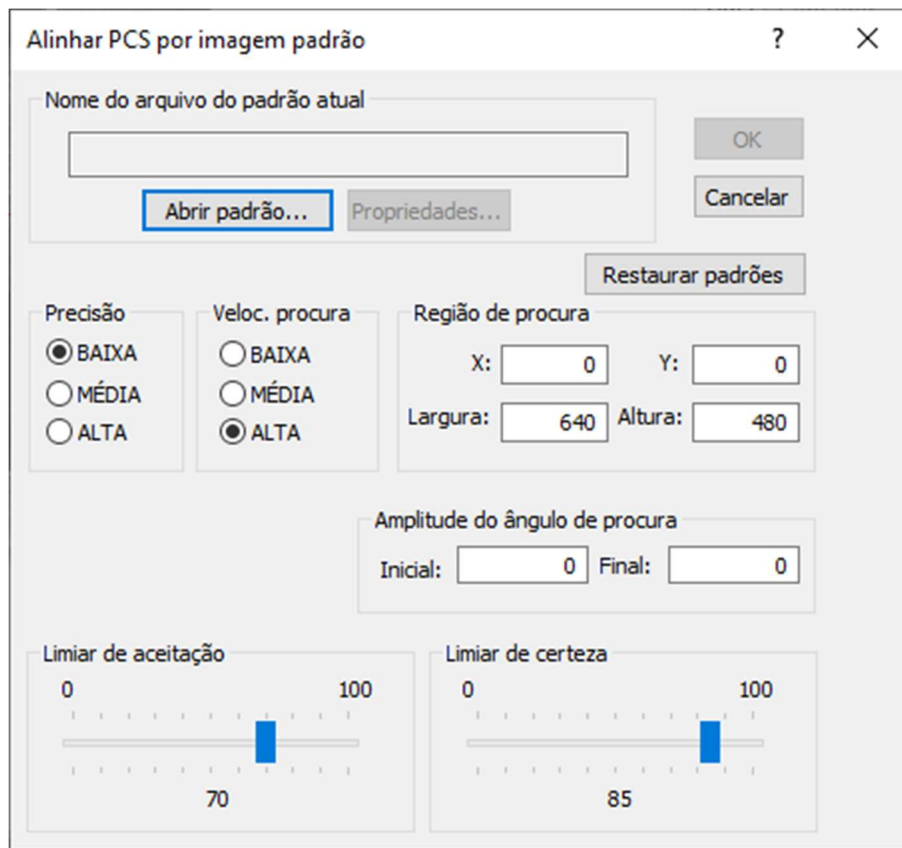 Alinhar PCS por imagem padrão
?
Nome do arquivo do padrão atual
OK
Cancelar
Abrir padrão...
Propriedades...
Restaurar padrões
Precisão
BAIXA
MÉDIA
ALTA
Veloc. procura
BAIXA
MÉDIA
ALTA
Região de procura
X: 0 Y: 0
Largura: 640 Altura: 480
Amplitude do ângulo de procura
Inicial: 0 Final: 0
Limiar de aceitação
0 100
70
Limiar de certeza
0 100
85